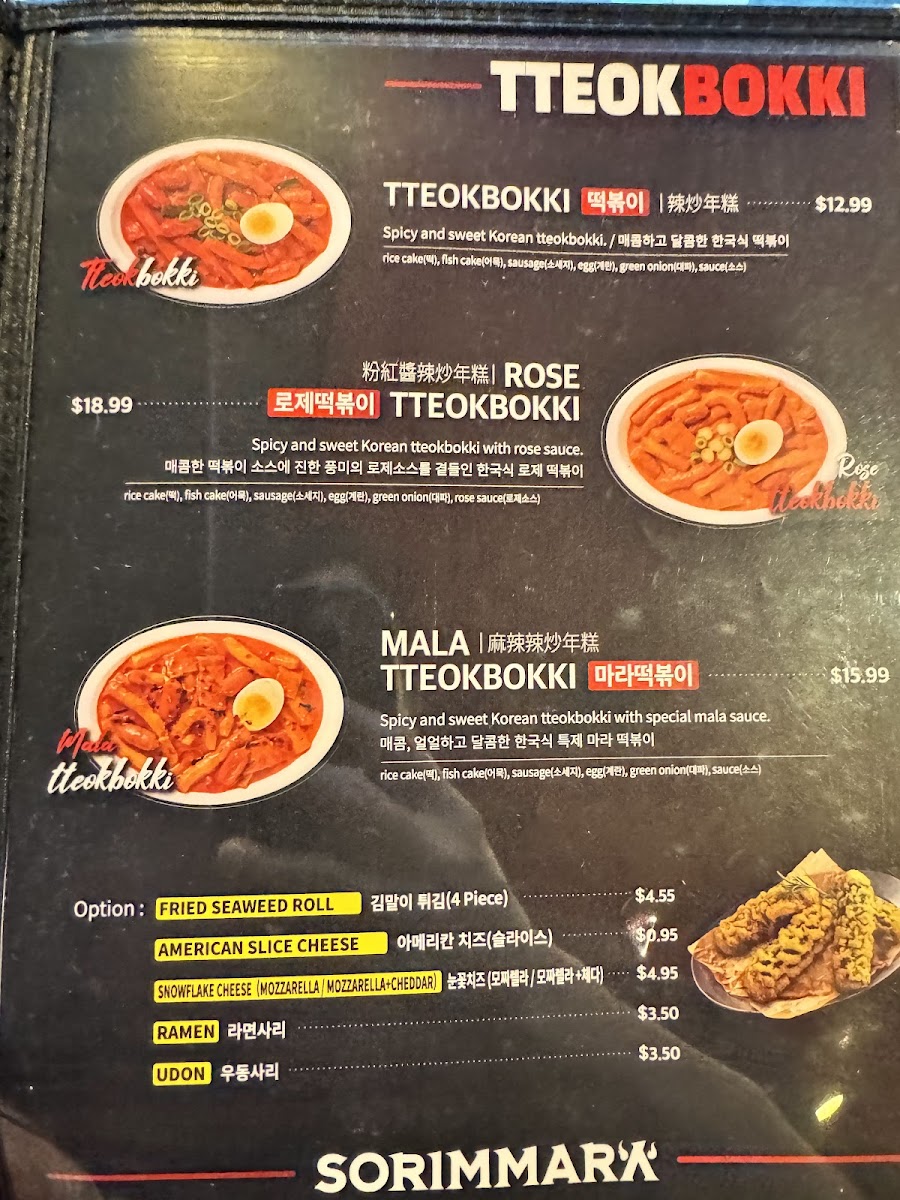 TTEOKBOKKI
TTEOKBOKKI 떡볶이 | 辣炒年糕 ·········· $12.99
Spicy and sweet Korean tteokbokki. / 매콤하고 달콤한 한국식 떡볶이
rice cake(떡), fish cake(어묵), sausage(소세지), egg(계란), green onion(대파), sauce(소스)
Tteokbokki
粉紅醬辣炒年糕| ROSE
$18.99 ·················· 로제떡볶이 TTEOKBOKKI
Spicy and sweet Korean tteokbokki with rose sauce.
매콤한 떡볶이 소스에 진한 풍미의 로제소스를 곁들인 한국식 로제 떡볶이
rice cake(떡), fish cake(어묵), sausage(소세지), egg(계란), green onion(대파), rose sauce(로제소스)
Rose
tteokbokki
MALA | 麻辣辣炒年糕
TTEOKBOKKI 마라떡볶이 ·················· $15.99
Spicy and sweet Korean tteokbokki with special mala sauce.
매콤, 얼얼하고 달콤한 한국식 특제 마라 떡볶이
rice cake(떡), fish cake(어묵), sausage(소세지), egg(계란), green onion(대파), sauce(소스)
Mala
tteokbokki
Option : FRIED SEAWEED ROLL 김말이 튀김(4 Piece) ·················· $4.55
AMERICAN SLICE CHEESE 아메리칸 치즈(슬라이스) ············ $0.95
SNOWFLAKE CHEESE (MOZZARELLA / MOZZARELLA+CHEDDAR) 눈꽃치즈 (모짜렐라 / 모짜렐라+체다) ···· $4.95
RAMEN 라면사리 ·················· $3.50
UDON 우동사리 ·················· $3.50
SORIMMARA